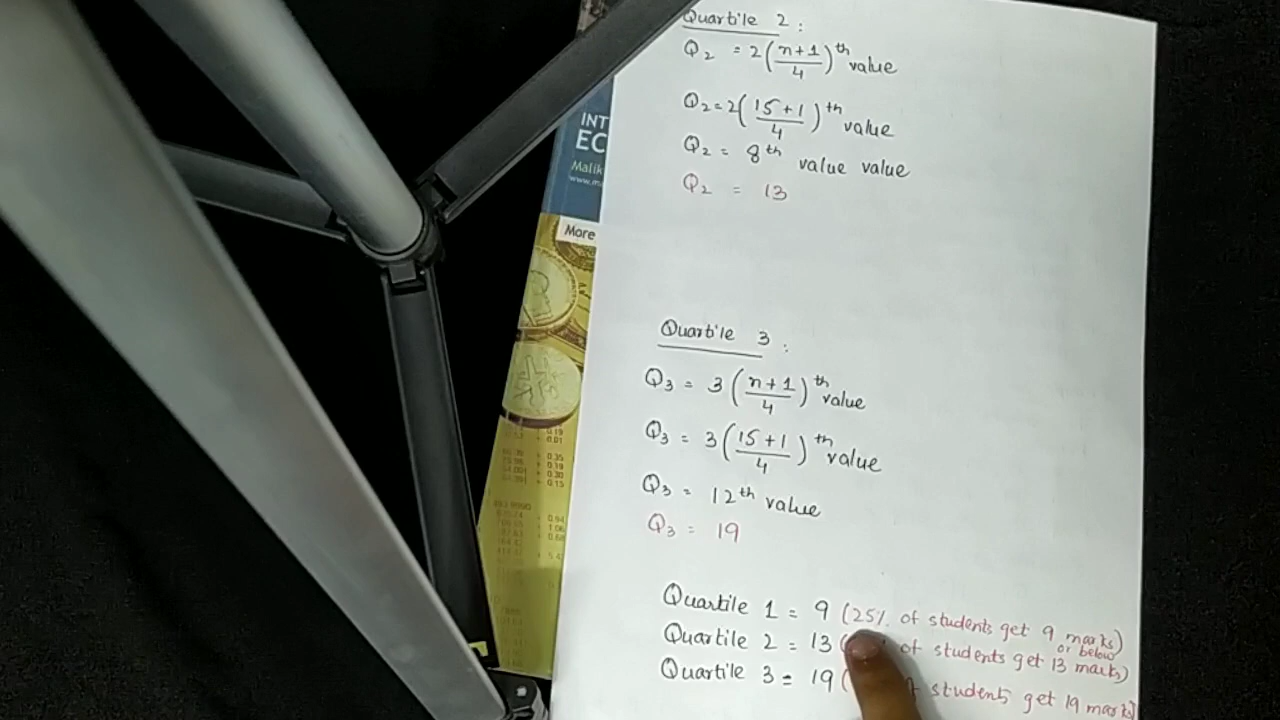 Quartile 2 :
Q2 = 2(n+1/4)th value
Q2 = 2(15+1/4)th value
Q2 = 8th value value
Q2 = 13
Quartile 3 :
Q3 = 3(n+1/4)th value
Q3 = 3(15+1/4)th value
Q3 = 12th value
Q3 = 19
Quartile 1 = 9 (25% of students get 9 marks)
or below
Quartile 2 = 13 ( of students get 13 marks)
Quartile 3 = 19 ( students get 19 marks)
INT
EC
Malik
More